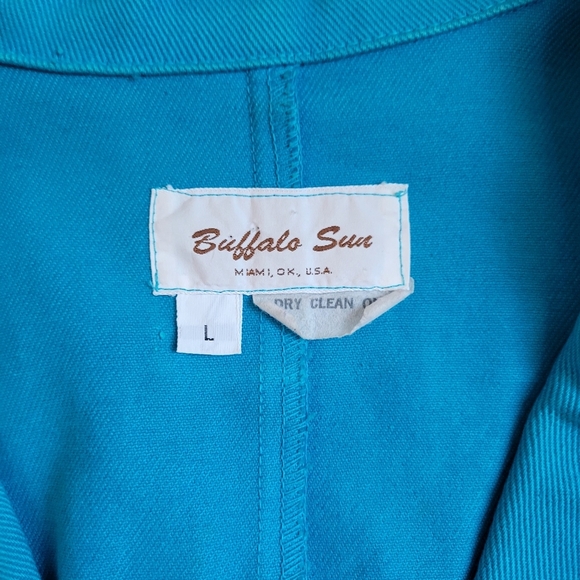 Buffalo Sun
MIAMI, OK., U.S.A.
DRY CLEAN
L